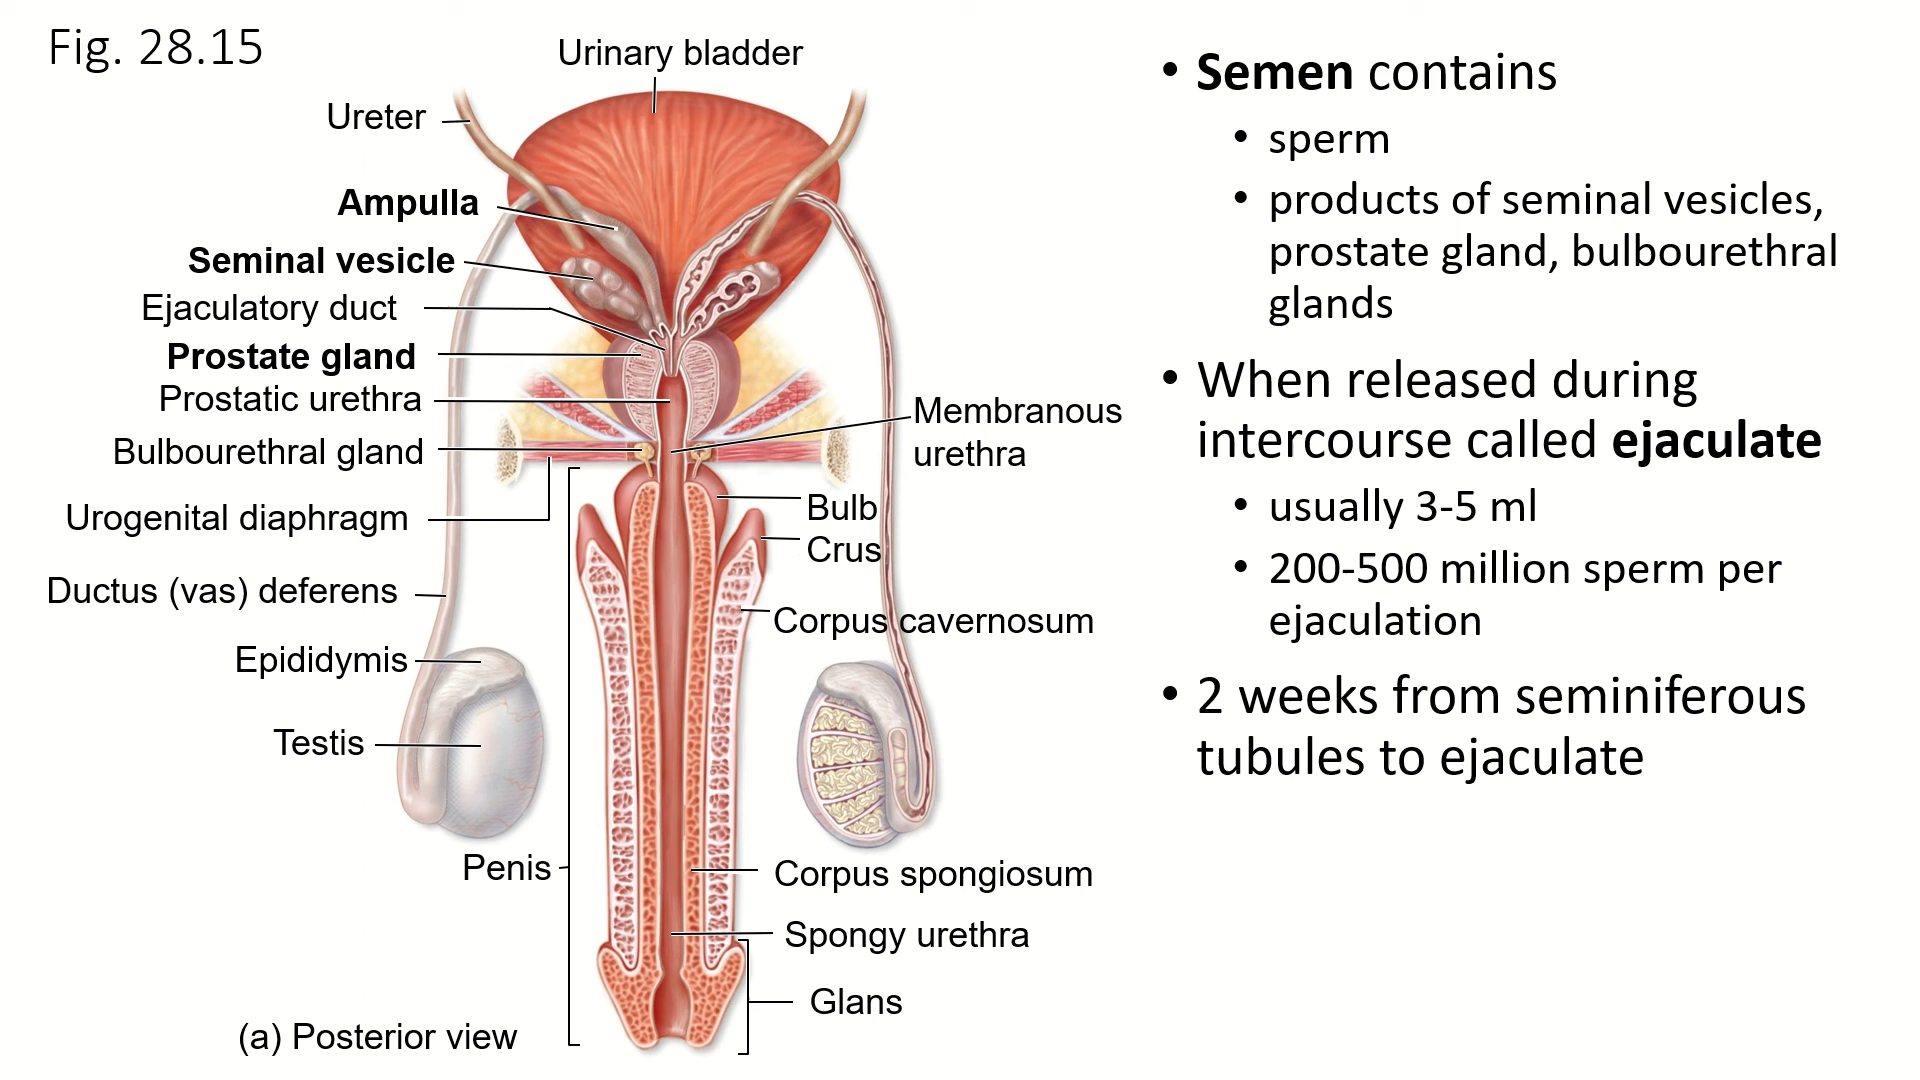 Fig. 28.15
Urinary bladder
Ureter
Ampulla
Seminal vesicle
Ejaculatory duct
Prostate gland
Prostatic urethra
Bulbourethral gland
Urogenital diaphragm
Ductus (vas) deferens
Epididymis
Testis
Penis
(a) Posterior view
Membranous
urethra
Bulb
Crus
Corpus cavernosum
Corpus spongiosum
Spongy urethra
Glans
• Semen contains
• sperm
• products of seminal vesicles,
prostate gland, bulbourethral
glands
• When released during
intercourse called ejaculate
• usually 3-5 ml
• 200-500 million sperm per
ejaculation
• 2 weeks from seminiferous
tubules to ejaculate